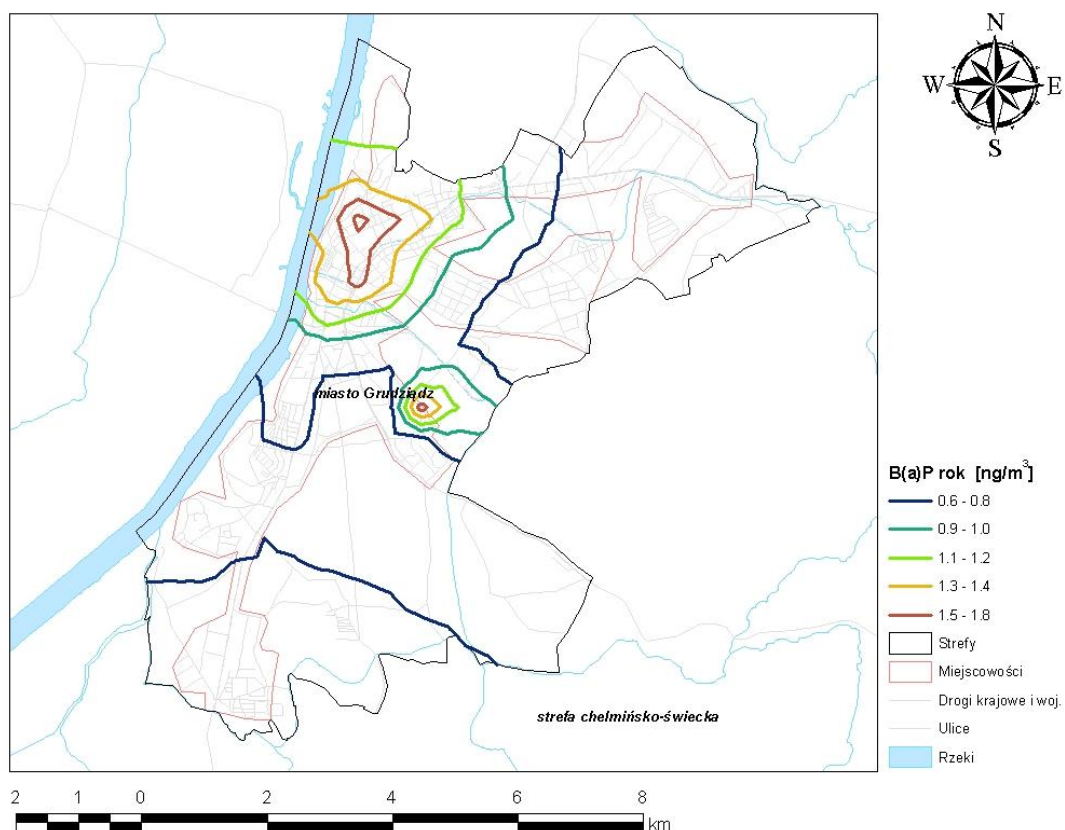 N
W E
S
miasto Grudziądz
strefa chełmińsko-świecka
B(a)P rok [ng/m³]
0.6 - 0.8
0.9 - 1.0
1.1 - 1.2
1.3 - 1.4
1.5 - 1.8
Strefy
Miejscowości
Drogi krajowe i woj.
Ulice
Rzeki
2 1 0 2 4 6 8
km